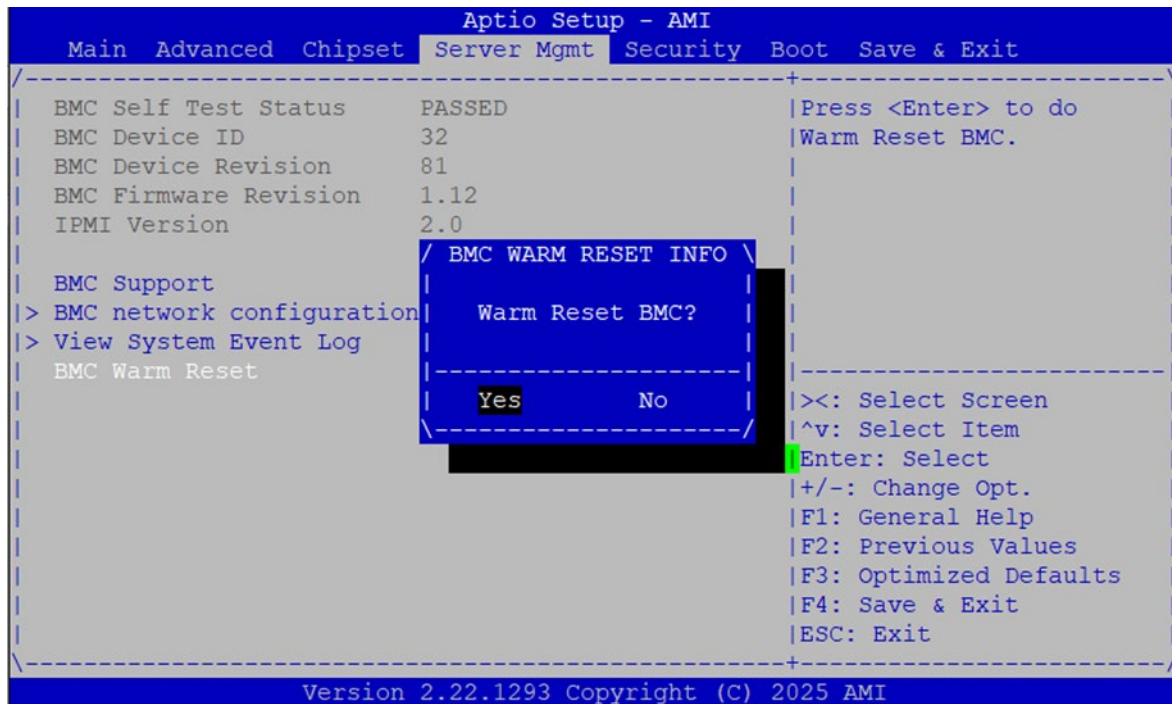 Aptio Setup - AMI
Main Advanced Chipset Server Mgmt Security Boot Save & Exit
/----------------------------------------------------+-------------------------\
| BMC Self Test Status PASSED |Press <Enter> to do
| BMC Device ID 32 |Warm Reset BMC.
| BMC Device Revision 81 |
| BMC Firmware Revision 1.12 |
| IPMI Version 2.0 |
| / BMC WARM RESET INFO \ |
| BMC Support | | |
|> BMC network configuration| Warm Reset BMC? | |
|> View System Event Log | | |
| BMC Warm Reset |---------------------| |-------------------------|
| | Yes No | |><: Select Screen
| \---------------------/ |^v: Select Item
| |Enter: Select
| |+/-: Change Opt.
| |F1: General Help
| |F2: Previous Values
| |F3: Optimized Defaults
| |F4: Save & Exit
| |ESC: Exit
\----------------------------------------------------+-------------------------/
Version 2.22.1293 Copyright (C) 2025 AMI